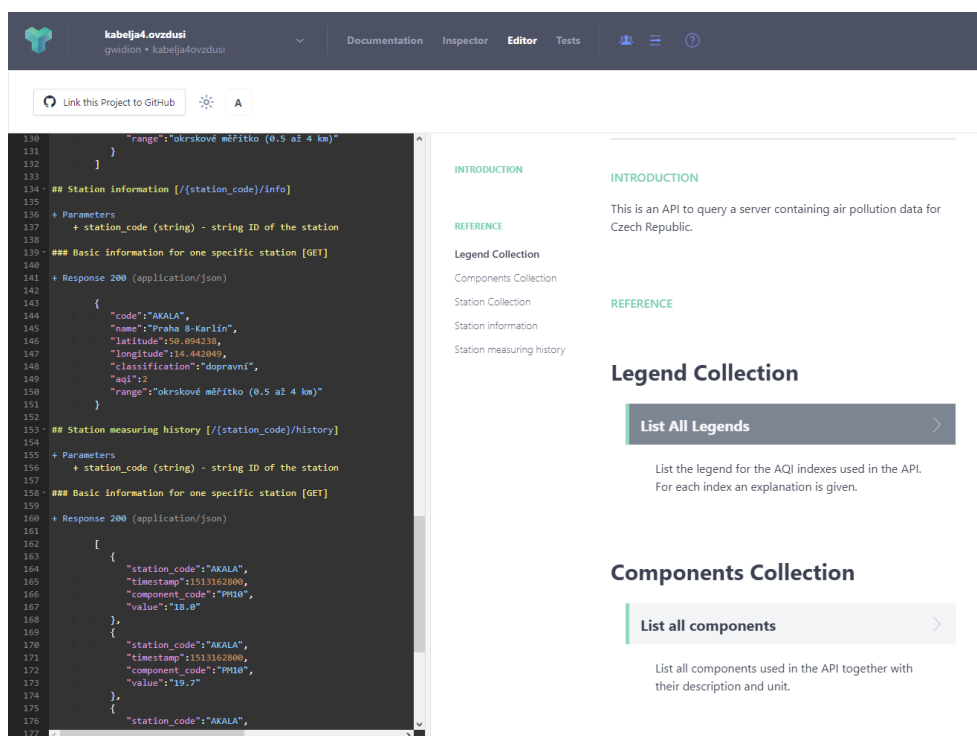 kabelja4.ovzdusi
gwidion • kabelja4ovzdusi
Documentation Inspector Editor Tests
Link this Project to GitHub A
130 "range":"okrskové měřítko (0.5 až 4 km)"
131 }
132 ]
133
134 ## Station information [/{station_code}/info]
135
136 + Parameters
137 + station_code (string) - string ID of the station
138
139 ### Basic information for one specific station [GET]
140
141 + Response 200 (application/json)
142
143 {
144 "code":"AKALA",
145 "name":"Praha 8-Karlín",
146 "latitude":50.094238,
147 "longitude":14.442049,
148 "classification":"dopravní",
149 "aqi":2
150 "range":"okrskové měřítko (0.5 až 4 km)"
151 }
152
153 ## Station measuring history [/{station_code}/history]
154
155 + Parameters
156 + station_code (string) - string ID of the station
157
158 ### Basic information for one specific station [GET]
159
160 + Response 200 (application/json)
161
162 [
163 {
164 "station_code":"AKALA",
165 "timestamp":1513162800,
166 "component_code":"PM10",
167 "value":"18.0"
168 },
169 {
170 "station_code":"AKALA",
171 "timestamp":1513162800,
172 "component_code":"PM10",
173 "value":"19.7"
174 },
175 {
176 "station_code":"AKALA",
177
INTRODUCTION
REFERENCE
Legend Collection
Components Collection
Station Collection
Station information
Station measuring history
INTRODUCTION
This is an API to query a server containing air pollution data for
Czech Republic.
REFERENCE
Legend Collection
List All Legends
List the legend for the AQI indexes used in the API.
For each index an explanation is given.
Components Collection
List all components
List all components used in the API together with
their description and unit.